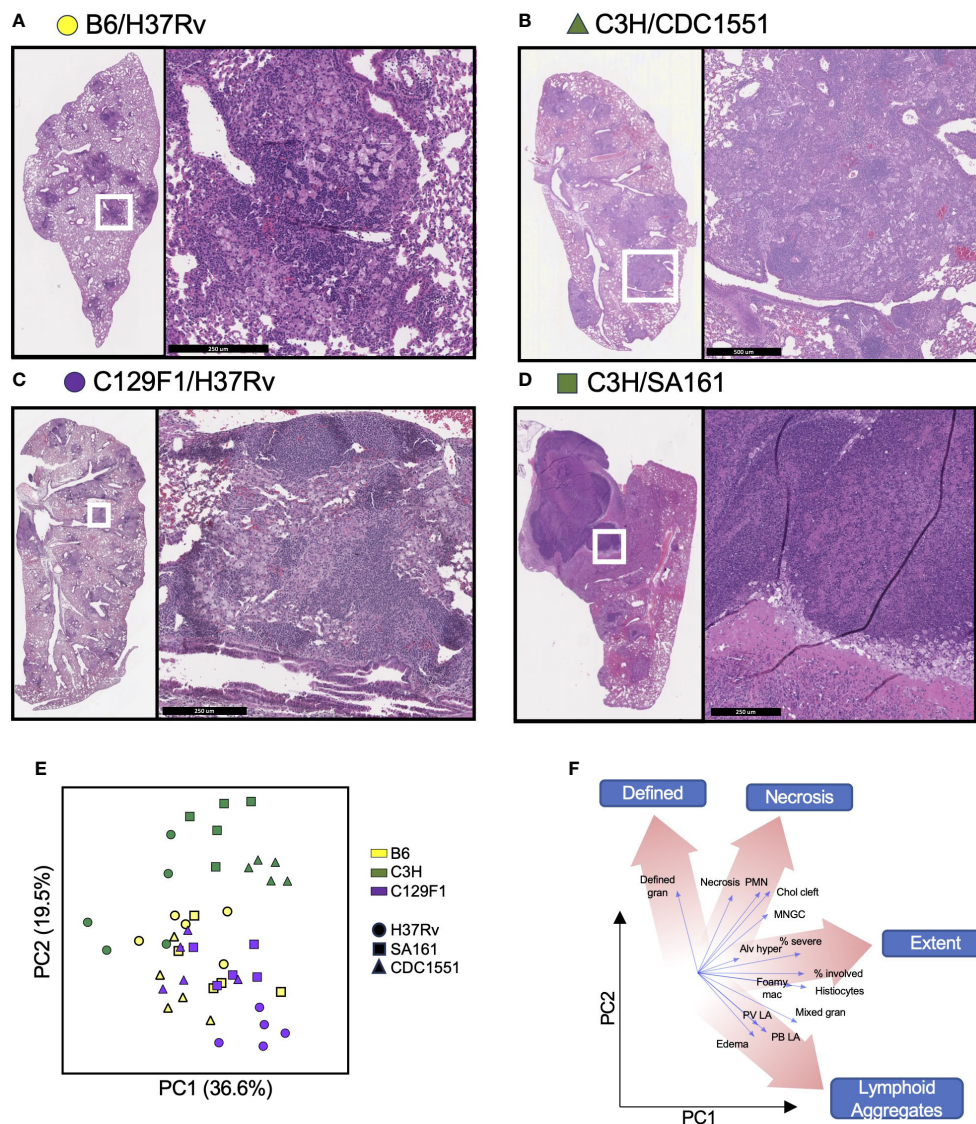 A B6/H37Rv
B C3H/CDC1551
250 um
500 um
C C129F1/H37Rv
D C3H/SA161
250 um
250 um
E
PC2 (19.5%)
PC1 (36.6%)
B6
C3H
C129F1
H37Rv
SA161
CDC1551
F
Defined
Necrosis
Defined
gran
Necrosis
PMN
Chol cleft
MNGC
Alv hyper
% severe
Extent
% involved
Foamy
mac
Histiocytes
Mixed gran
PV LA
PB LA
Edema
Lymphoid
Aggregates
PC2
PC1